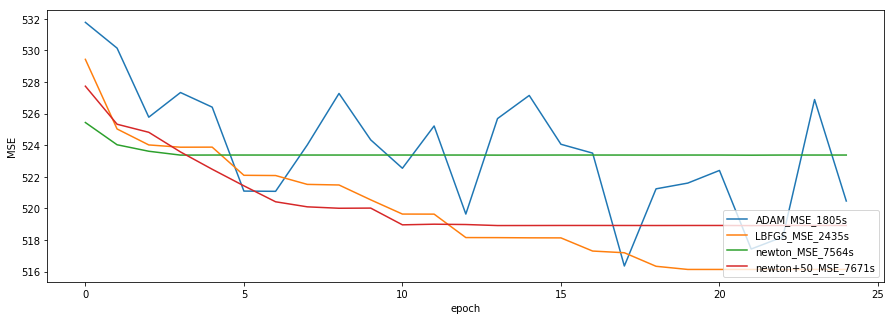 532
530
528
526
524
522
520
518
516
MSE
0
5
10
15
20
25
epoch
ADAM_MSE_1805s
LBFGS_MSE_2435s
newton_MSE_7564s
newton+50_MSE_7671s